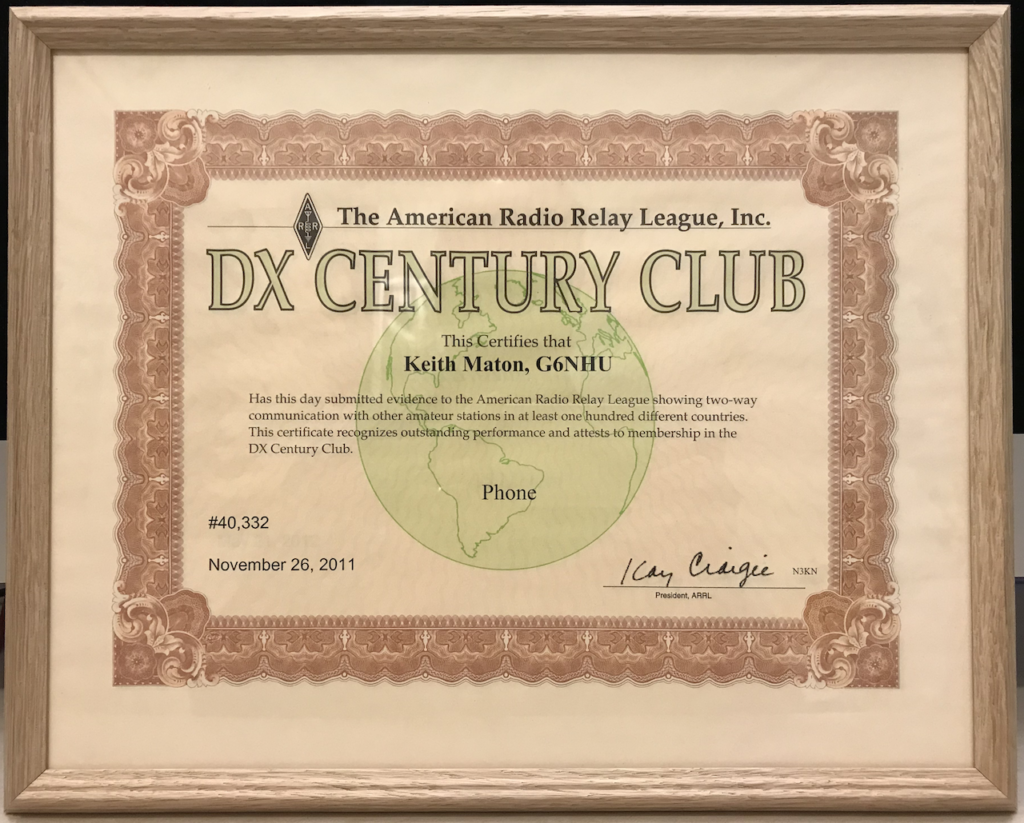 The American Radio Relay League, Inc.
DX CENTURY CLUB
This Certifies that
Keith Maton, G6NHU
Has this day submitted evidence to the American Radio Relay League showing two-way
communication with other amateur stations in at least one hundred different countries.
This certificate recognizes outstanding performance and attests to membership in the
DX Century Club.
Phone
#40,332
November 26, 2011
Kay Craigie N3KN
President, ARRL